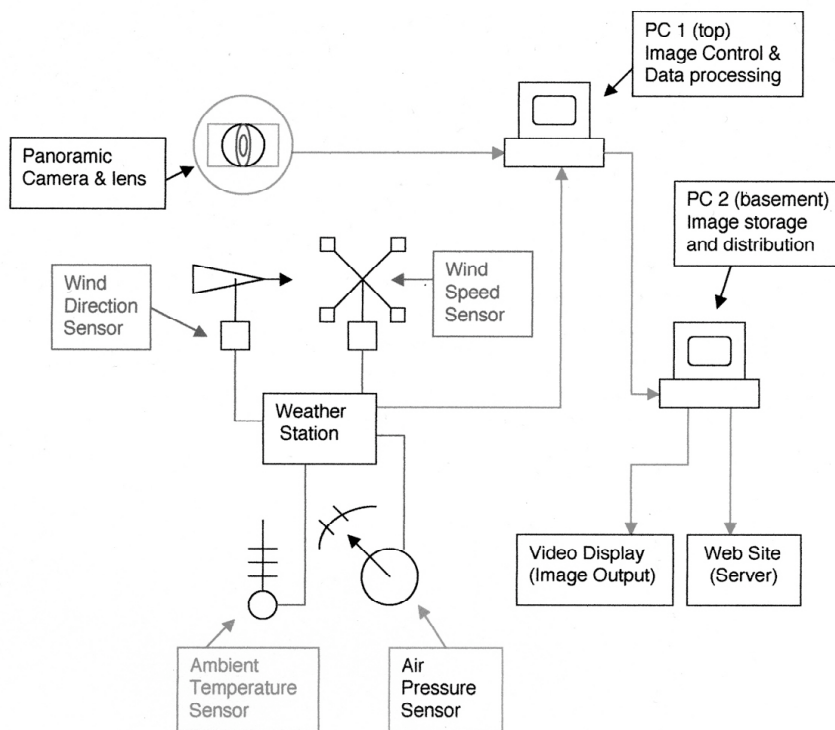 PC 1 (top)
Image Control &
Data processing
Panoramic
Camera & lens
PC 2 (basement)
Image storage
and distribution
Wind
Direction
Sensor
Wind
Speed
Sensor
Weather
Station
Video Display
(Image Output)
Web Site
(Server)
Ambient
Temperature
Sensor
Air
Pressure
Sensor